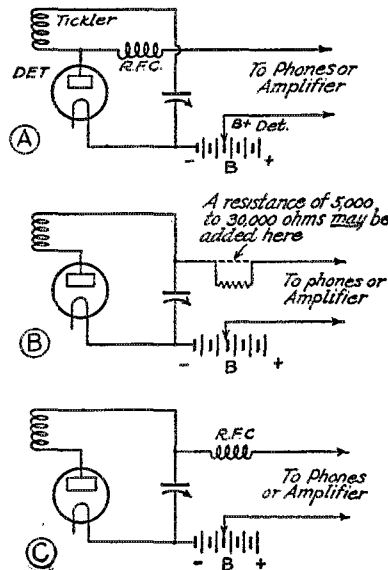 Tickler
R.F.C.
DET
To Phones or
Amplifier
B+ Det.
A
- B +
A resistance of 5,000,
to 30,000 ohms may be
added here
To phones or
Amplifier
B
- B +
R.F.C
To Phones
or Amplifier
C
- B +